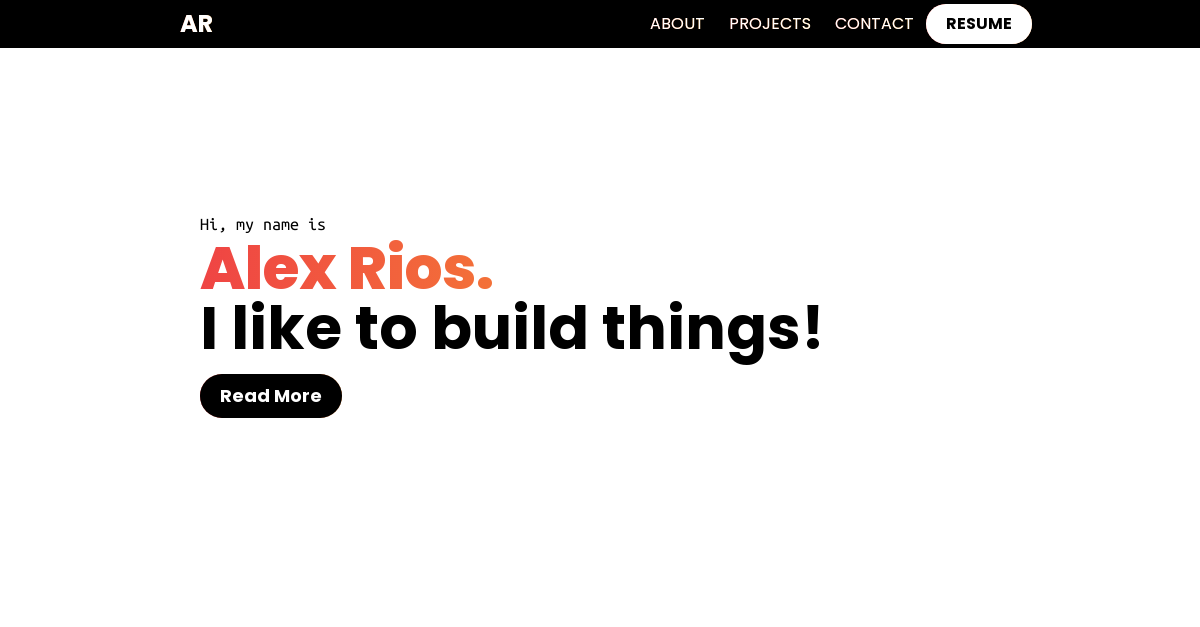 AR
ABOUT PROJECTS CONTACT RESUME
Hi, my name is
Alex Rios.
I like to build things!
Read More